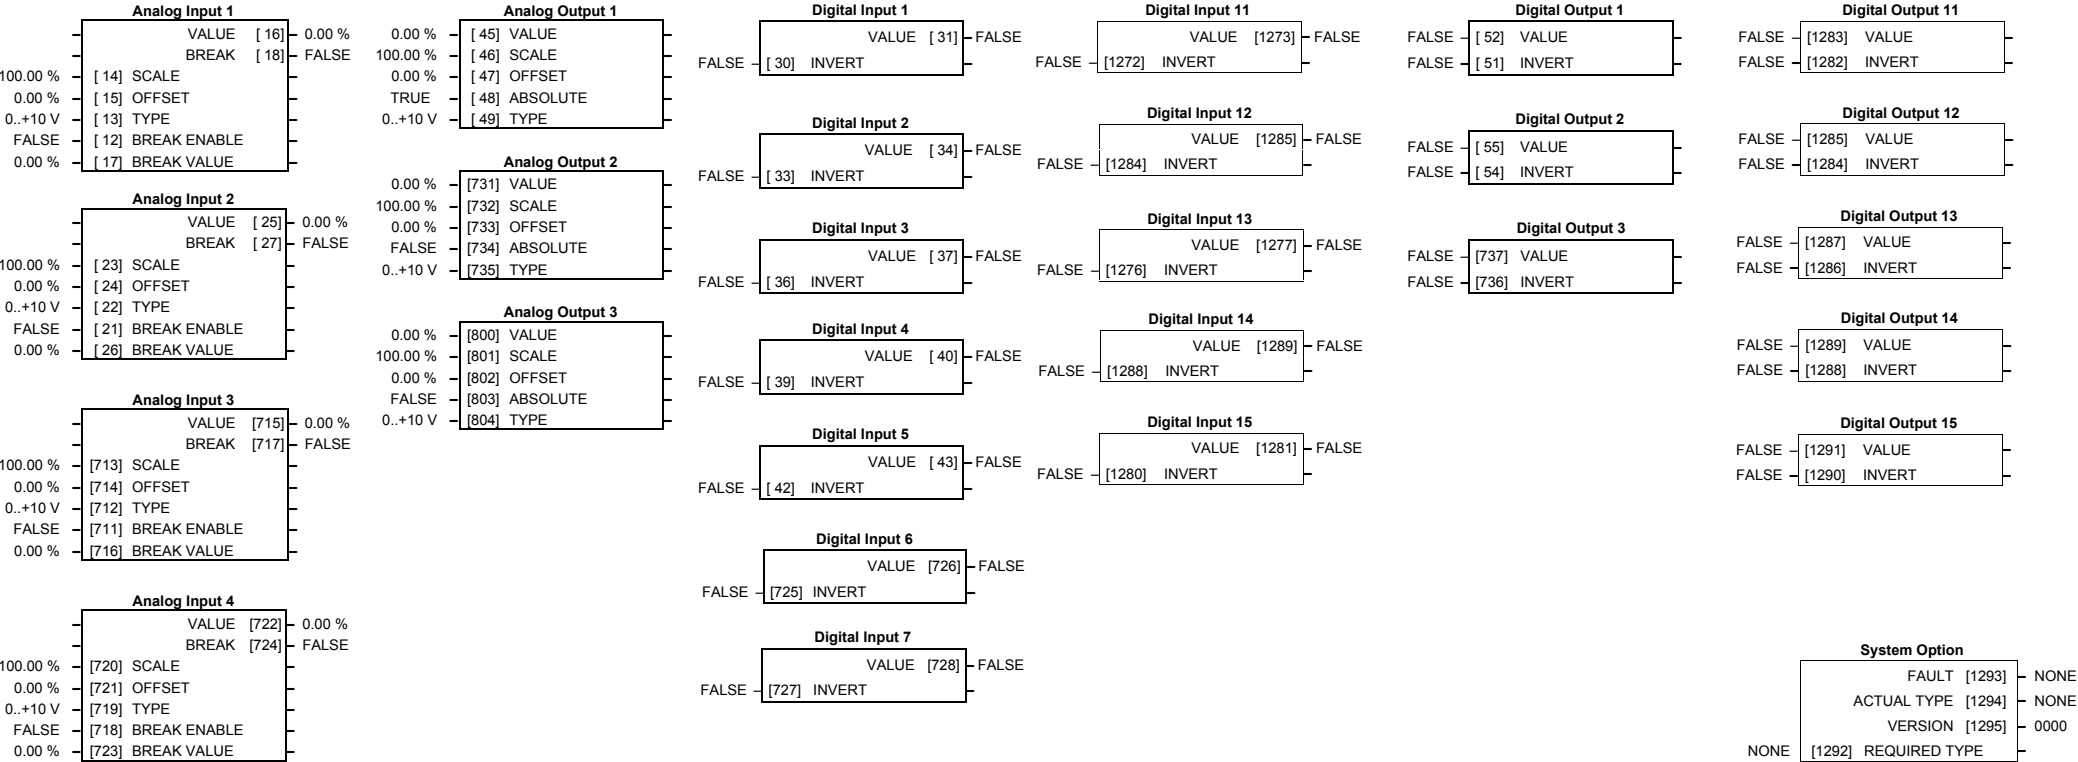 Analog Input 1
VALUE [ 16] 0.00 %
BREAK [ 18] FALSE
100.00 % [ 14] SCALE
0.00 % [ 15] OFFSET
0..+10 V [ 13] TYPE
FALSE [ 12] BREAK ENABLE
0.00 % [ 17] BREAK VALUE
Analog Input 2
VALUE [ 25] 0.00 %
BREAK [ 27] FALSE
100.00 % [ 23] SCALE
0.00 % [ 24] OFFSET
0..+10 V [ 22] TYPE
FALSE [ 21] BREAK ENABLE
0.00 % [ 26] BREAK VALUE
Analog Input 3
VALUE [715] 0.00 %
BREAK [717] FALSE
100.00 % [713] SCALE
0.00 % [714] OFFSET
0..+10 V [712] TYPE
FALSE [711] BREAK ENABLE
0.00 % [716] BREAK VALUE
Analog Input 4
VALUE [722] 0.00 %
BREAK [724] FALSE
100.00 % [720] SCALE
0.00 % [721] OFFSET
0..+10 V [719] TYPE
FALSE [718] BREAK ENABLE
0.00 % [723] BREAK VALUE
Analog Output 1
0.00 % [ 45] VALUE
100.00 % [ 46] SCALE
0.00 % [ 47] OFFSET
TRUE [ 48] ABSOLUTE
0..+10 V [ 49] TYPE
Analog Output 2
0.00 % [731] VALUE
100.00 % [732] SCALE
0.00 % [733] OFFSET
FALSE [734] ABSOLUTE
0..+10 V [735] TYPE
Analog Output 3
0.00 % [800] VALUE
100.00 % [801] SCALE
0.00 % [802] OFFSET
FALSE [803] ABSOLUTE
0..+10 V [804] TYPE
Digital Input 1
VALUE [ 31] FALSE
FALSE [ 30] INVERT
Digital Input 2
VALUE [ 34] FALSE
FALSE [ 33] INVERT
Digital Input 3
VALUE [ 37] FALSE
FALSE [ 36] INVERT
Digital Input 4
VALUE [ 40] FALSE
FALSE [ 39] INVERT
Digital Input 5
VALUE [ 43] FALSE
FALSE [ 42] INVERT
Digital Input 6
VALUE [726] FALSE
FALSE [725] INVERT
Digital Input 7
VALUE [728] FALSE
FALSE [727] INVERT
Digital Input 11
VALUE [1273] FALSE
FALSE [1272] INVERT
Digital Input 12
VALUE [1285] FALSE
FALSE [1284] INVERT
Digital Input 13
VALUE [1277] FALSE
FALSE [1276] INVERT
Digital Input 14
VALUE [1289] FALSE
FALSE [1288] INVERT
Digital Input 15
VALUE [1281] FALSE
FALSE [1280] INVERT
Digital Output 1
FALSE [ 52] VALUE
FALSE [ 51] INVERT
Digital Output 2
FALSE [ 55] VALUE
FALSE [ 54] INVERT
Digital Output 3
FALSE [737] VALUE
FALSE [736] INVERT
Digital Output 11
FALSE [1283] VALUE
FALSE [1282] INVERT
Digital Output 12
FALSE [1285] VALUE
FALSE [1284] INVERT
Digital Output 13
FALSE [1287] VALUE
FALSE [1286] INVERT
Digital Output 14
FALSE [1289] VALUE
FALSE [1288] INVERT
Digital Output 15
FALSE [1291] VALUE
FALSE [1290] INVERT
System Option
FAULT [1293] NONE
ACTUAL TYPE [1294] NONE
VERSION [1295] 0000
NONE [1292] REQUIRED TYPE